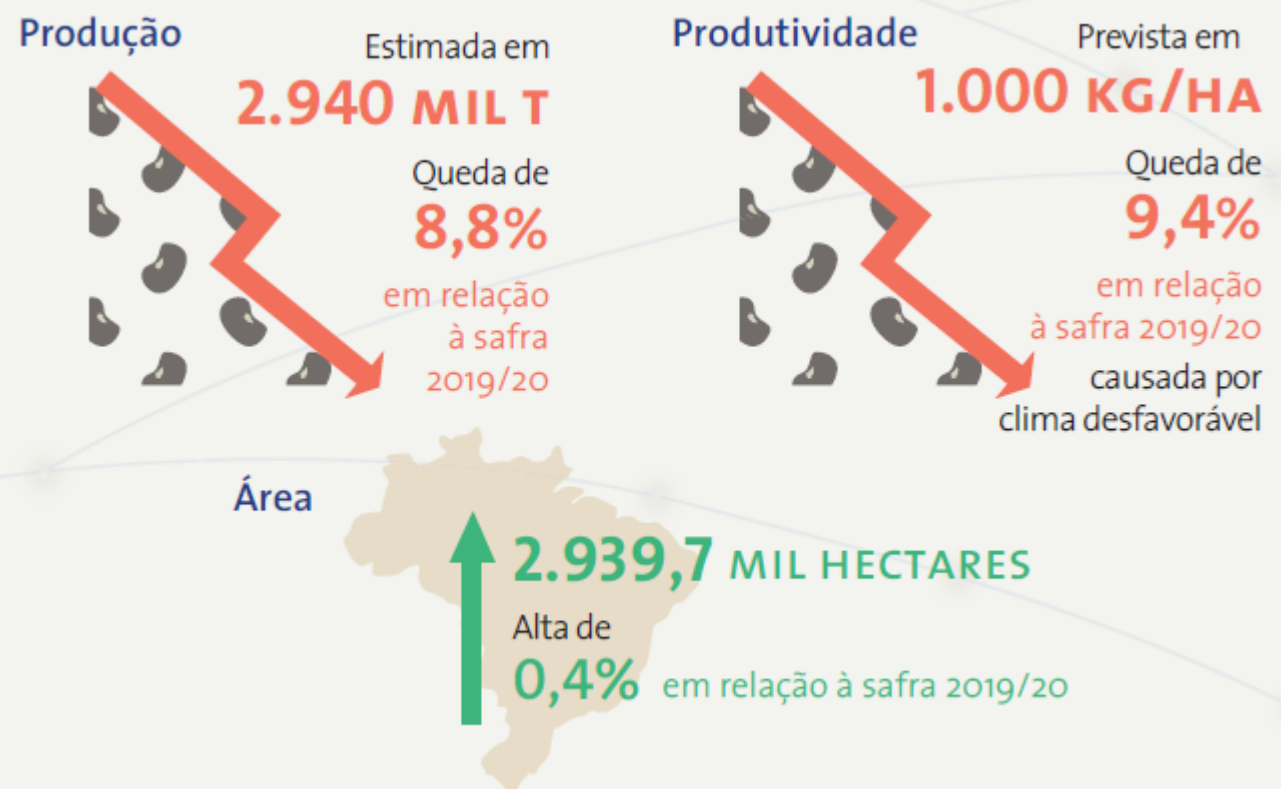 Produção
Estimada em
2.940 MIL T
Queda de
8,8%
em relação
à safra
2019/20
Produtividade
Prevista em
1.000 KG/HA
Queda de
9,4%
em relação
à safra 2019/20
causada por
clima desfavorável
Área
2.939,7 MIL HECTARES
Alta de
0,4% em relação à safra 2019/20